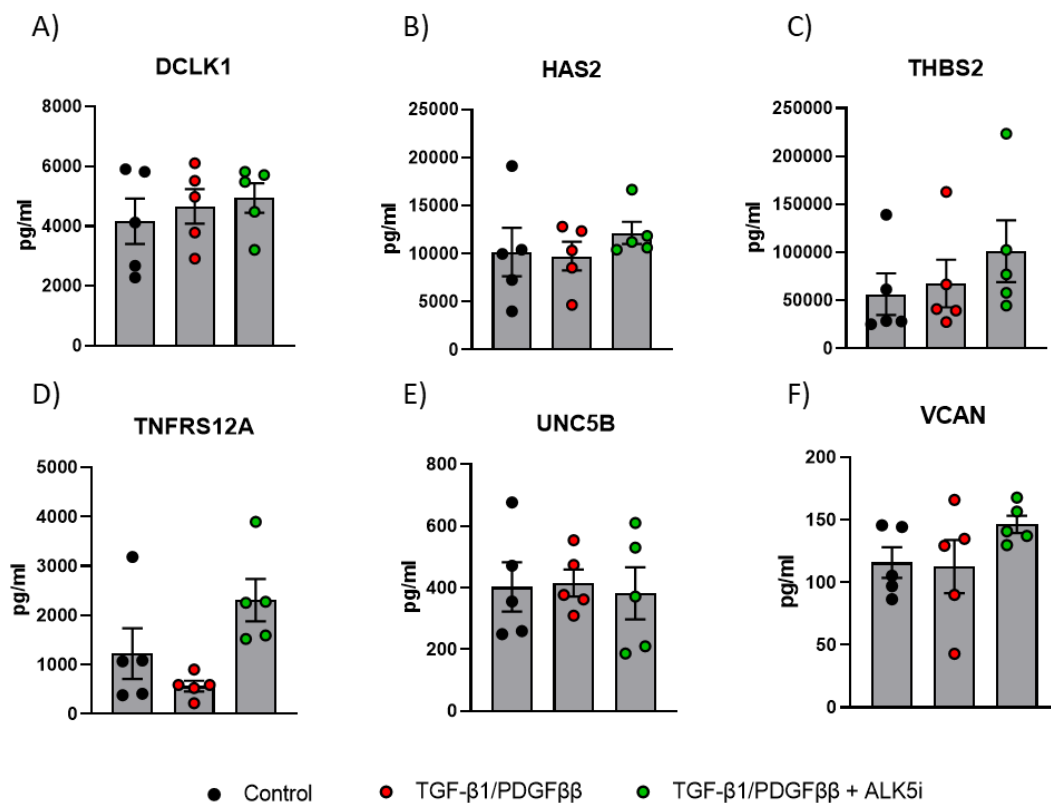 A)
DCLK1
pg/ml
8000
6000
4000
2000
0
B)
HAS2
pg/ml
25000
20000
15000
10000
5000
0
C)
THBS2
pg/ml
250000
200000
150000
100000
50000
0
D)
TNFRS12A
pg/ml
5000
4000
3000
2000
1000
0
E)
UNC5B
pg/ml
800
600
400
200
0
F)
VCAN
pg/ml
200
150
100
50
0
Control
TGF-β1/PDGFββ
TGF-β1/PDGFββ + ALK5i